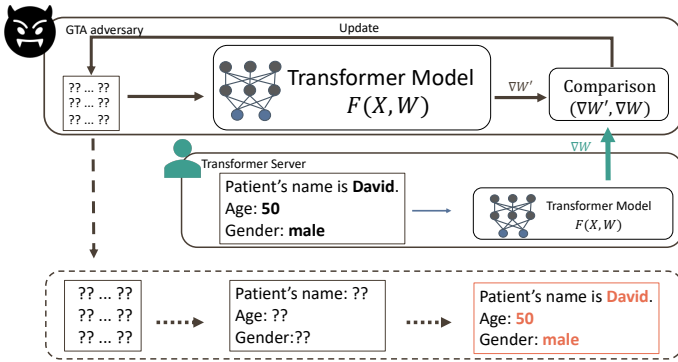 GTA adversary
Update
?? ... ??
?? ... ??
?? ... ??
Transformer Model
F(X,W)
∇W'
Comparison
(∇W',∇W)
∇W
Transformer Server
Patient's name is David.
Age: 50
Gender: male
Transformer Model
F(X,W)
?? ... ??
?? ... ??
?? ... ??
Patient's name: ??
Age: ??
Gender:??
Patient's name is David.
Age: 50
Gender: male